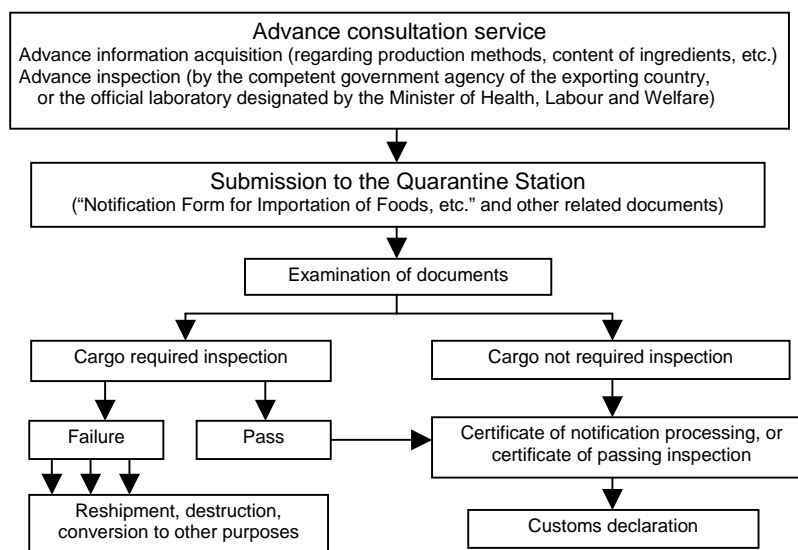 Advance consultation service
Advance information acquisition (regarding production methods, content of ingredients, etc.)
Advance inspection (by the competent government agency of the exporting country,
or the official laboratory designated by the Minister of Health, Labour and Welfare)
Submission to the Quarantine Station
(“Notification Form for Importation of Foods, etc.” and other related documents)
Examination of documents
Cargo required inspection
Cargo not required inspection
Failure
Pass
Certificate of notification processing, or
certificate of passing inspection
Reshipment, destruction,
conversion to other purposes
Customs declaration